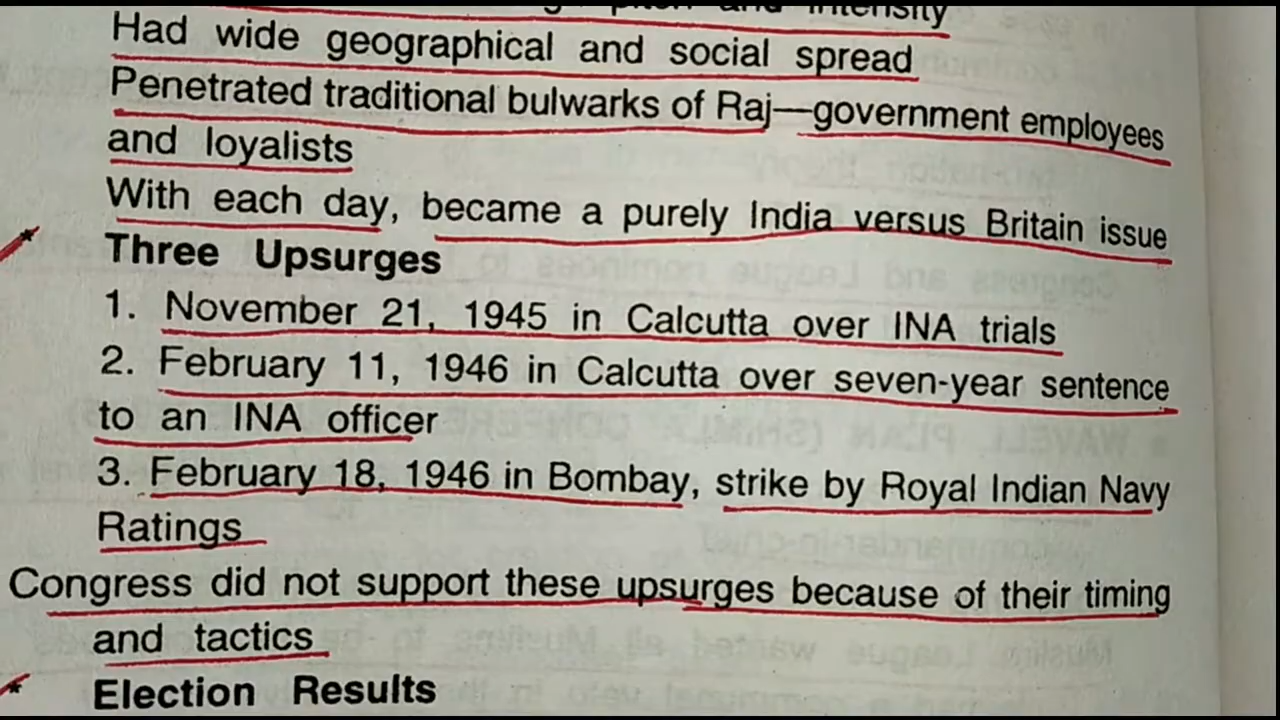 and intensity
Had wide geographical and social spread
Penetrated traditional bulwarks of Raj—government employees
and loyalists
With each day, became a purely India versus Britain issue
* Three Upsurges
1. November 21, 1945 in Calcutta over INA trials
2. February 11, 1946 in Calcutta over seven-year sentence
to an INA officer
3. February 18, 1946 in Bombay, strike by Royal Indian Navy
Ratings
Congress did not support these upsurges because of their timing
and tactics
* Election Results